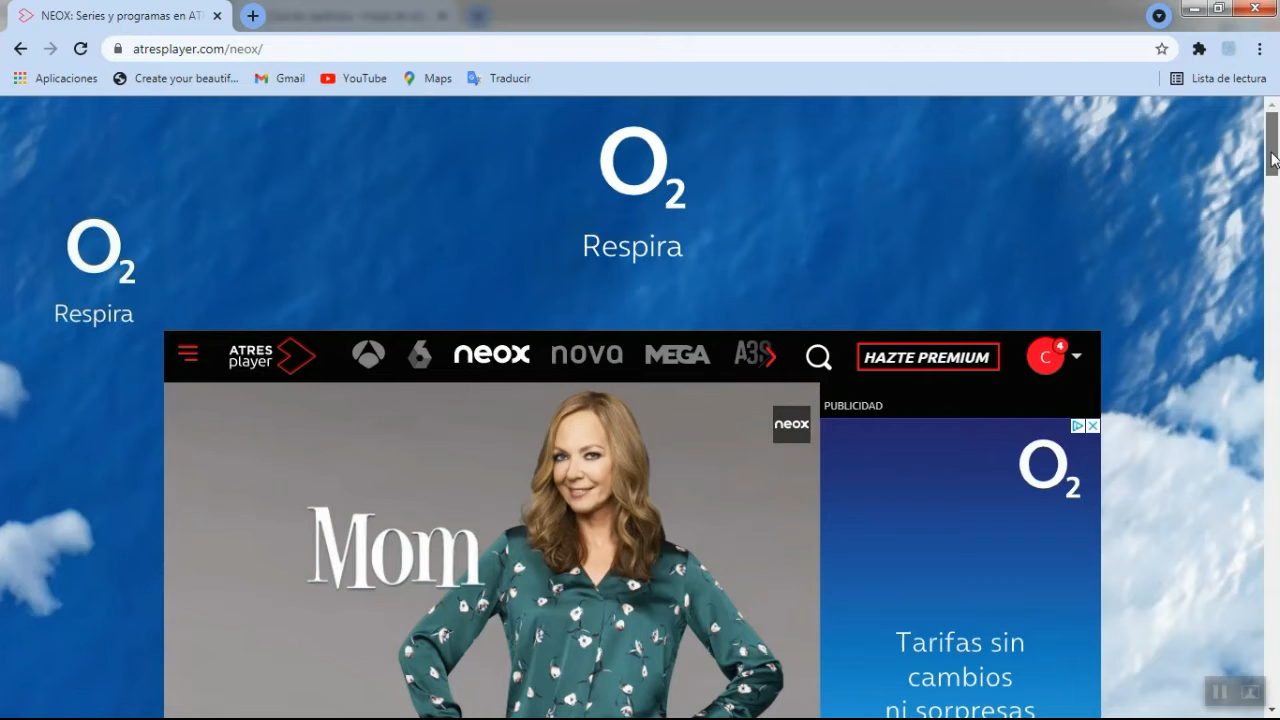 NEOX: Series y programas en AT
atresplayer.com/neox/
Aplicaciones
Create your beautif...
Gmail
YouTube
Maps
Traducir
Lista de lectura
O2
Respira
O2
Respira
ATRES
player
6
neox
nova
MEGA
A3S
HAZTE PREMIUM
C
4
neox
PUBLICIDAD
O2
Mom
Tarifas sin
cambios
ni sorpresas